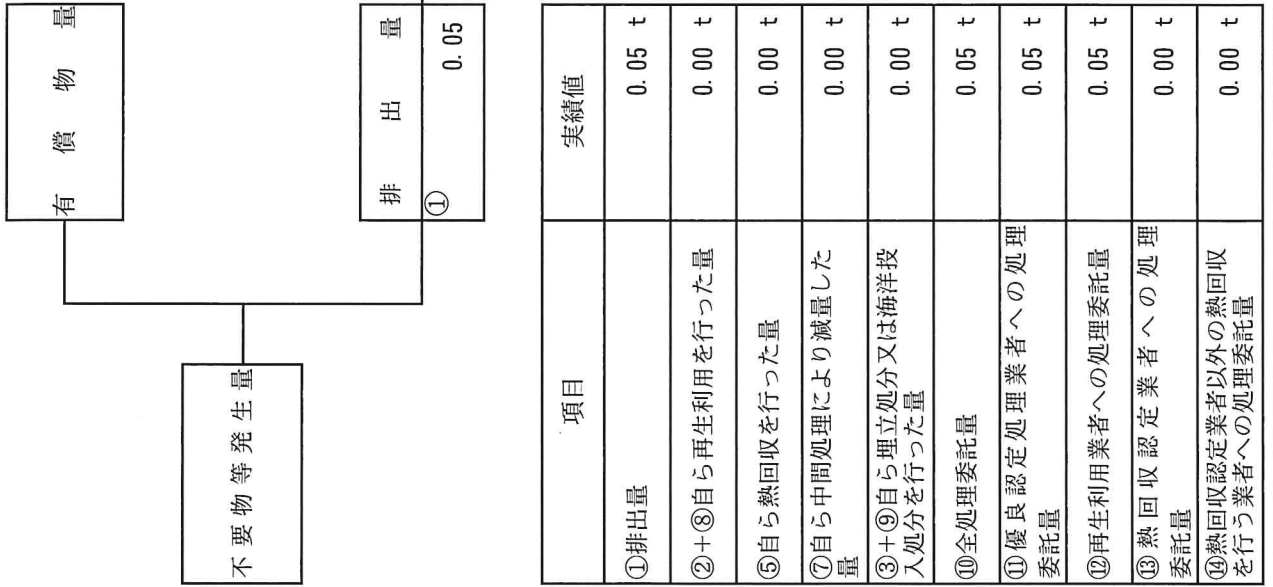 有償物量
不要物等発生量
排出量
① 0.05
項目 実績値
①排出量 0.05 t
②+⑧自ら再生利用を行った量 0.00 t
⑤自ら熱回収を行った量 0.00 t
⑦自ら中間処理により減量した
量 0.00 t
③+⑨自ら埋立処分又は海洋投
入処分を行った量 0.00 t
⑩全処理委託量 0.05 t
⑪優良認定処理業者への処理
委託量 0.05 t
⑫再生利用業者への処理委託量 0.05 t
⑬熱回収認定業者への処理
委託量 0.00 t
⑭熱回収認定業者以外の熱回収
を行う業者への処理委託量 0.00 t